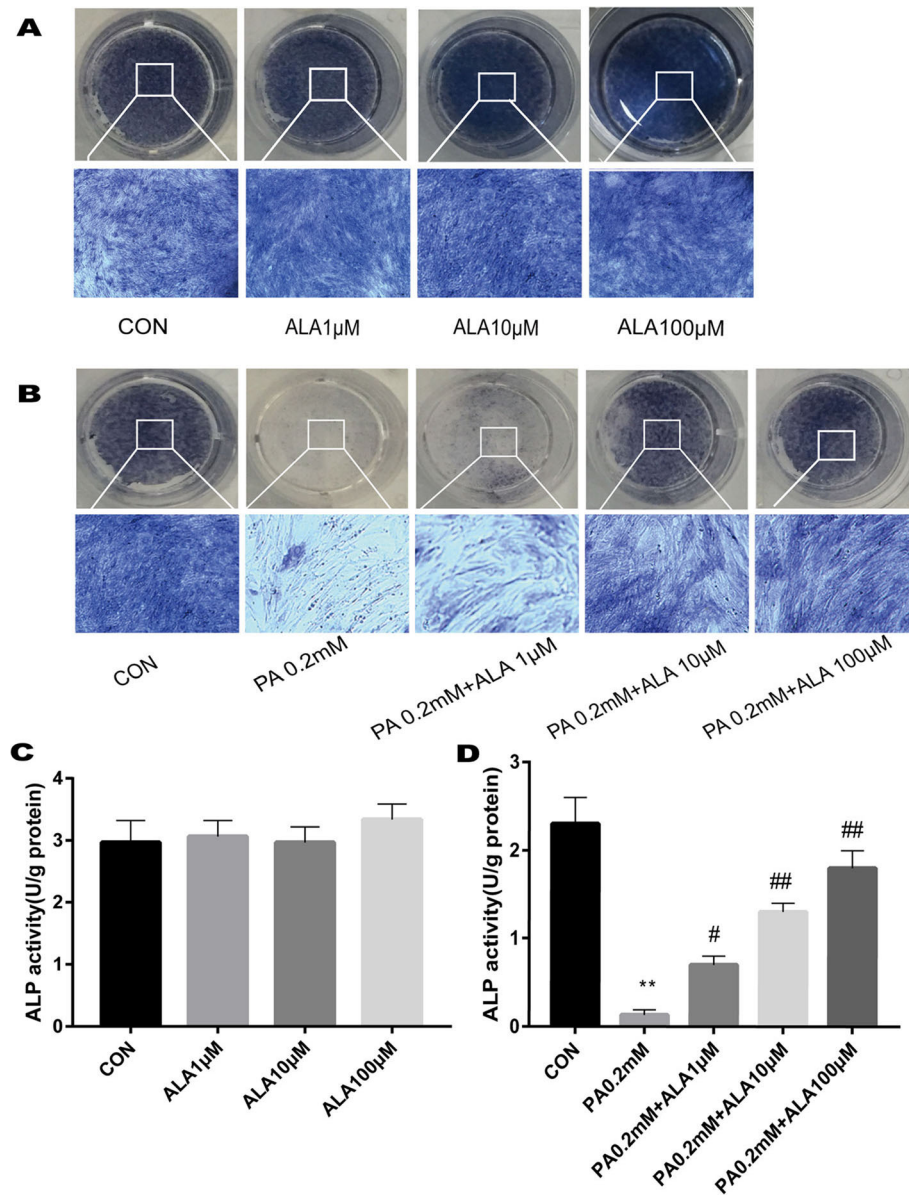 A
CON ALA1μM ALA10μM ALA100μM
B
CON PA 0.2mM PA 0.2mM+ALA 1μM PA 0.2mM+ALA 10μM PA 0.2mM+ALA 100μM
C
ALP activity(U/g protein)
4
3
2
1
0
CON ALA1μM ALA10μM ALA100μM
D
ALP activity(U/g protein)
3
2
1
0
** # ## ##
CON PA0.2mM PA0.2mM+ALA1μM PA0.2mM+ALA10μM PA0.2mM+ALA100μM